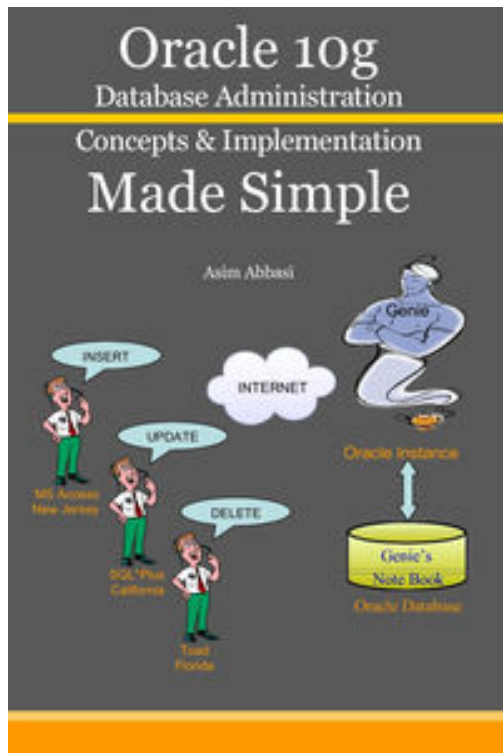 Oracle 10g
Database Administration
Concepts & Implementation
Made Simple
Asim Abbasi
Genie
INSERT
INTERNET
UPDATE
Oracle Instance
MS Access
New Jersey
DELETE
SQL*Plus
California
Genie's
Note Book
Oracle Database
Toad
Florida